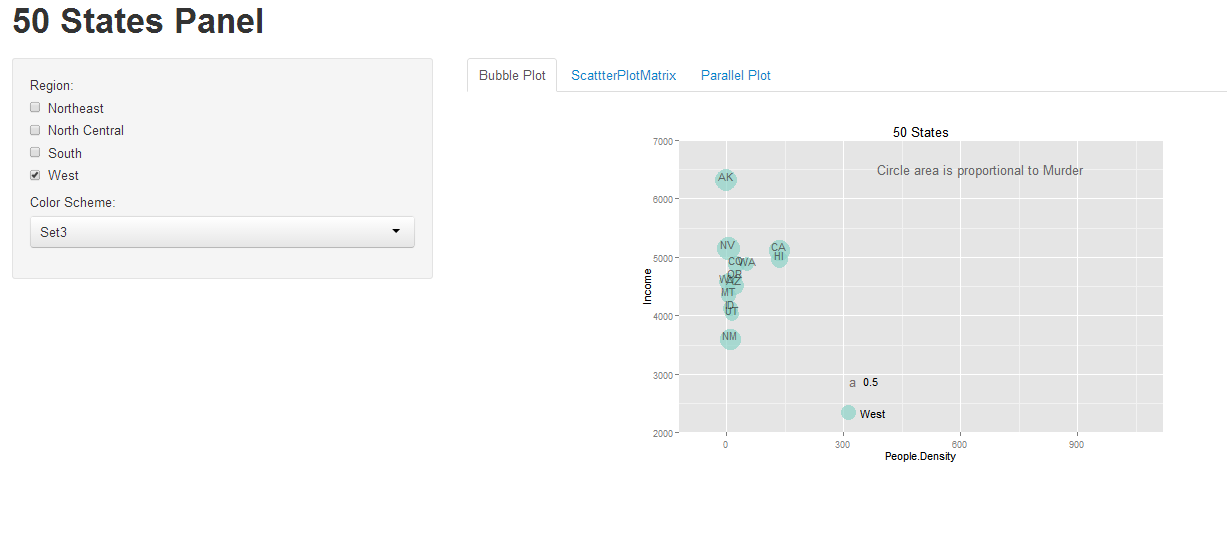 50 States Panel
Region:
Northeast
North Central
South
West
Color Scheme:
Set3
Bubble Plot
ScattterPlotMatrix
Parallel Plot
50 States
Circle area is proportional to Murder
7000
6000
5000
4000
3000
2000
Income
AK
NV
CA
HI
CO
WA
OR
AZ
MT
ID
UT
NM
a 0.5
West
0
300
600
900
People.Density